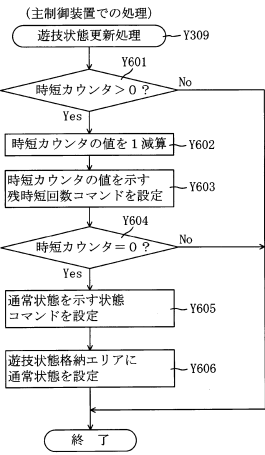 (主制御装置での処理)
遊技状態更新処理
Y309
Y601
時短カウンタ>0?
No
Yes
時短カウンタの値を1減算
Y602
時短カウンタの値を示す
残時短回数コマンドを設定
Y603
Y604
時短カウンタ=0?
No
Yes
通常状態を示す状態
コマンドを設定
Y605
遊技状態格納エリアに
通常状態を設定
Y606
終 了